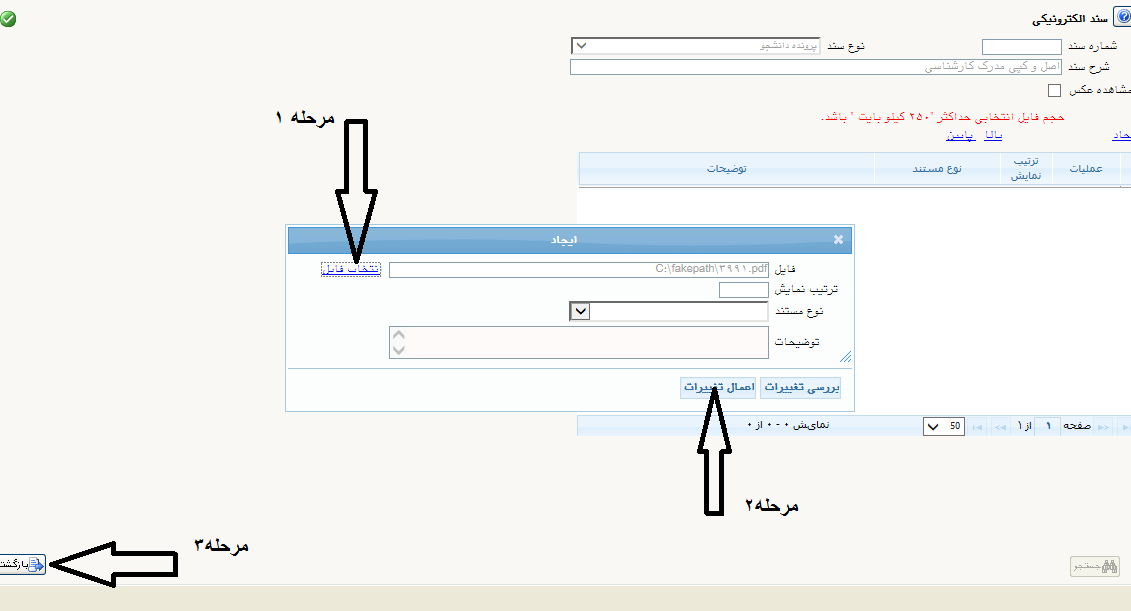 سند الکترونیکی
شماره سند
نوع سند پرونده دانشجو
شرح سند اصل و کپی مدرک کارشناسی
مشاهده عکس
مرحله ۱
حجم فایل انتخابی حداکثر "۲۵۰ کیلو بایت " باشد.
بالا پایین
عملیات ترتیب نمایش نوع مستند توضیحات
ایجاد
فایل C:\fakepath\۳۹۹۱.pdf انتخاب فایل
ترتیب نمایش
نوع مستند
توضیحات
بررسی تغییرات اعمال تغییرات
صفحه ۱ از ۱ 50 نمایش ۰ - ۰ از ۰
مرحله۲
مرحله۳
بازگشت
جستجو